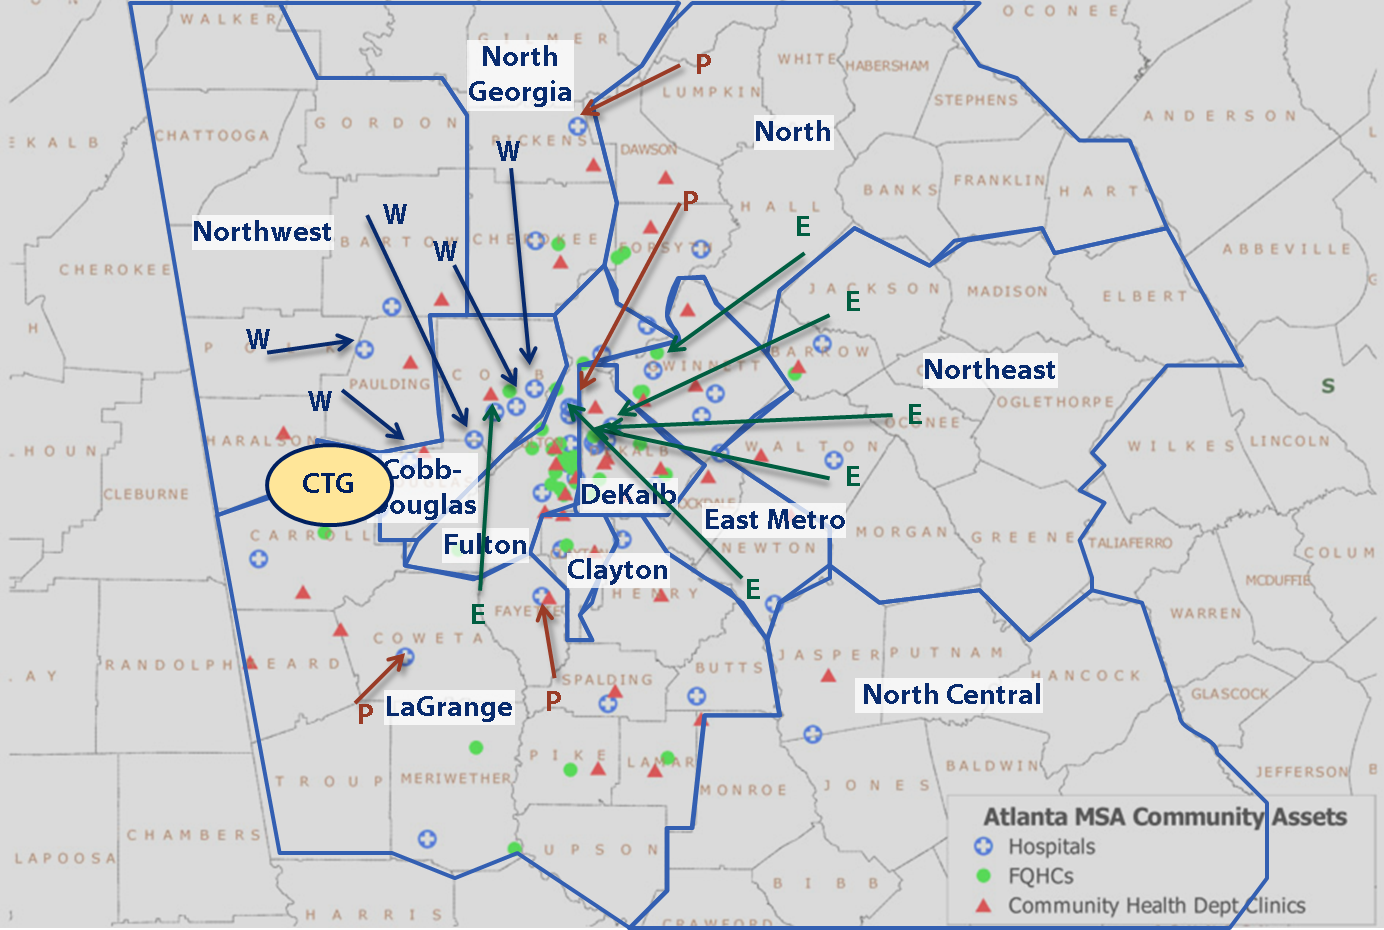 OCONEE
WALKER
GILMER
North
Georgia
P
WHITE
HABERSHAM
LUMPKIN
STEPHENS
ANDERSON
GORDON
CHATTOOGA
PICKENS
North
EKALB
DAWSON
W
FRANKLIN
BANKS
HART
P
HALL
W
E
Northwest
BARTOW
CHEROKEE
FORSYTH
ABBEVILLE
W
CHEROKEE
JACKSON
MADISON
ELBERT
E
H
W
POLK
BARROW
Northeast
COBB
GWINNETT
PAULDING
S
W
OGLETHORPE
E
OCONEE
HARALSON
WILKES
LINCOLN
LHOUN
WALTON
DEKALB
Cobb-
Douglas
E
CTG
CLEBURNE
DeKalb
ROCKDALE
East Metro
CARROLL
MORGAN
GREENE
TALIAFERRO
COLUM
Fulton
NEWTON
Clayton
MCDUFFIE
E
HENRY
E
FAYETTE
WARREN
COWETA
RANDOLPH
HEARD
JASPER
PUTNAM
BUTTS
LAY
SPALDING
HANCOCK
P
P
LaGrange
North Central
GLASCOCK
PIKE
LAMAR
BALDWIN
JEFFERSON
B
TROUP
MERIWETHER
MONROE
JONES
Atlanta MSA Community Assets
CHAMBERS
Hospitals
LAPOOSA
UPSON
FQHCs
BIBB
Community Health Dept Clinics
HARRIS
CRAWFORD